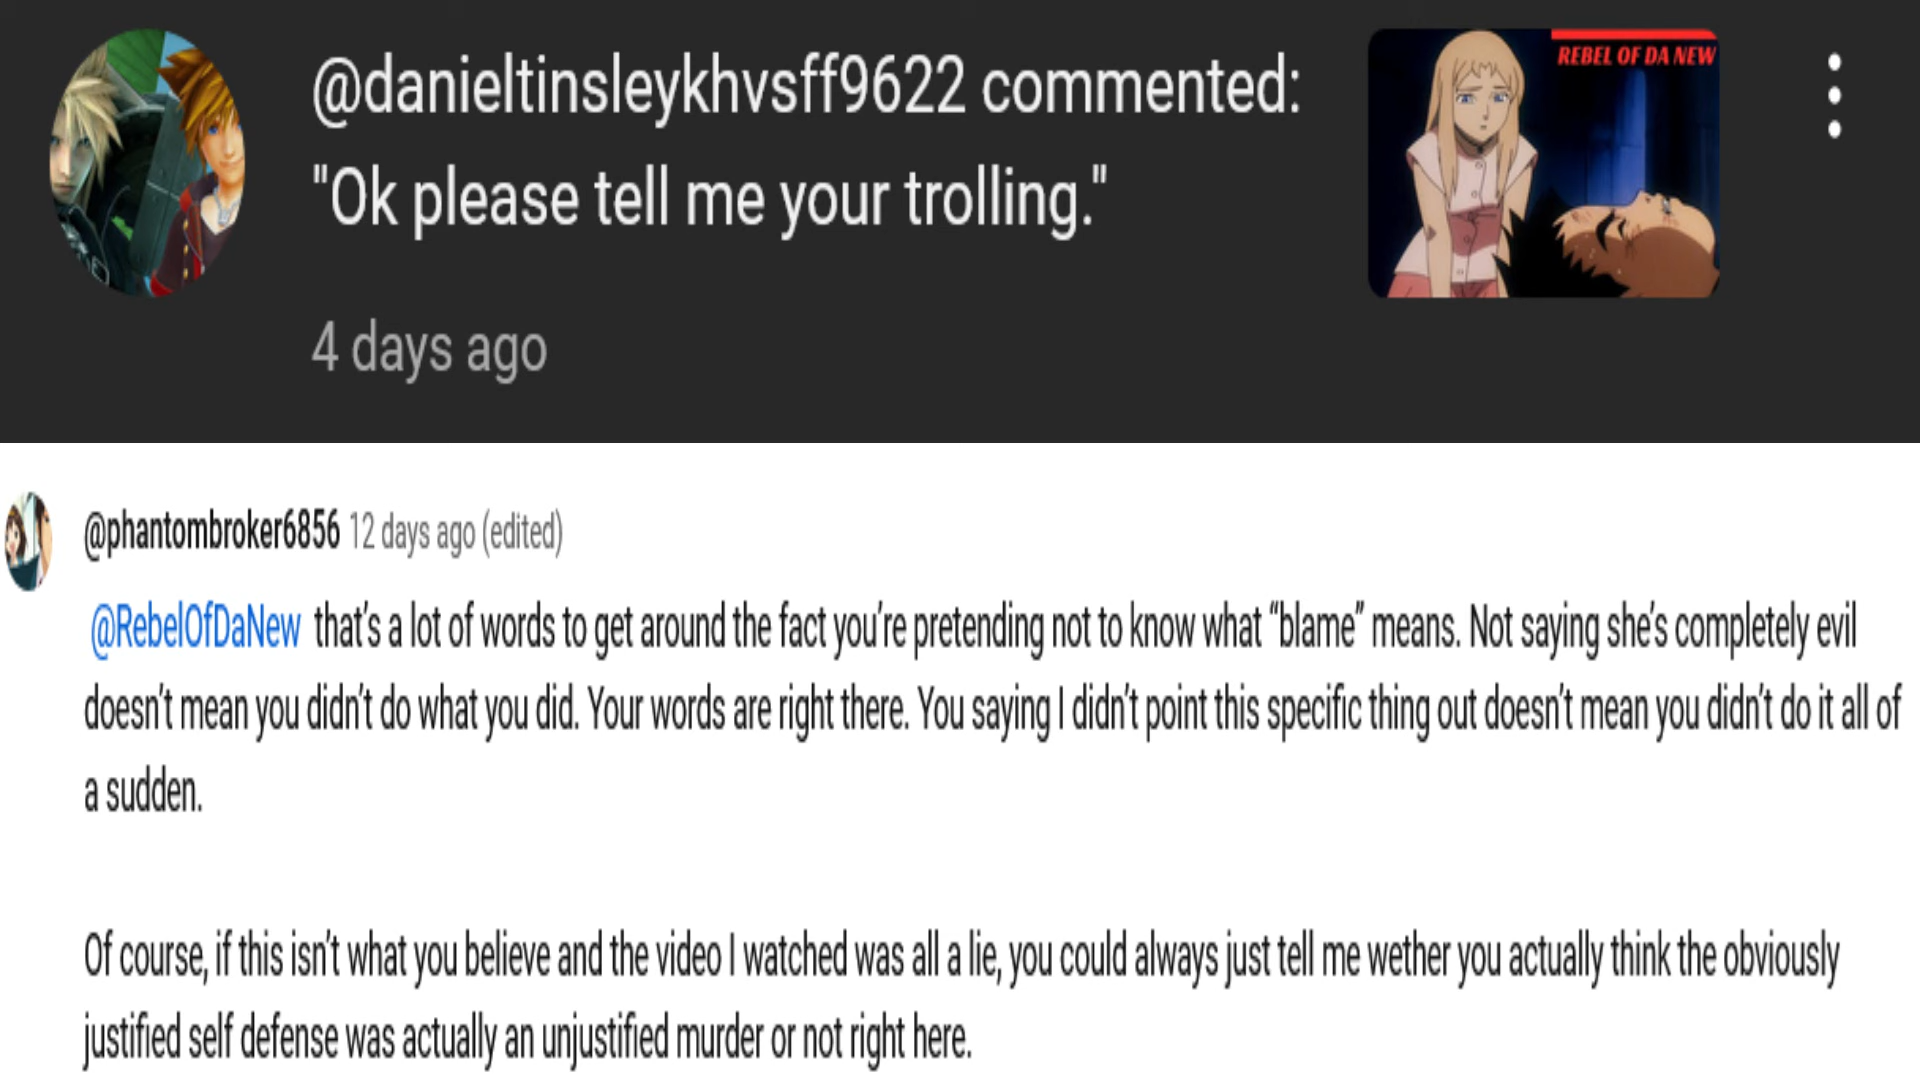 @danieltinsleykhvsff9622 commented:
"Ok please tell me your trolling."
4 days ago
REBEL OF DA NEW
@phantombroker6856 12 days ago (edited)
@RebelOfDaNew that's a lot of words to get around the fact you're pretending not to know what “blame” means. Not saying she's completely evil
doesn't mean you didn't do what you did. Your words are right there. You saying I didn't point this specific thing out doesn't mean you didn't do it all of
a sudden.
Of course, if this isn't what you believe and the video I watched was all a lie, you could always just tell me wether you actually think the obviously
justified self defense was actually an unjustified murder or not right here.